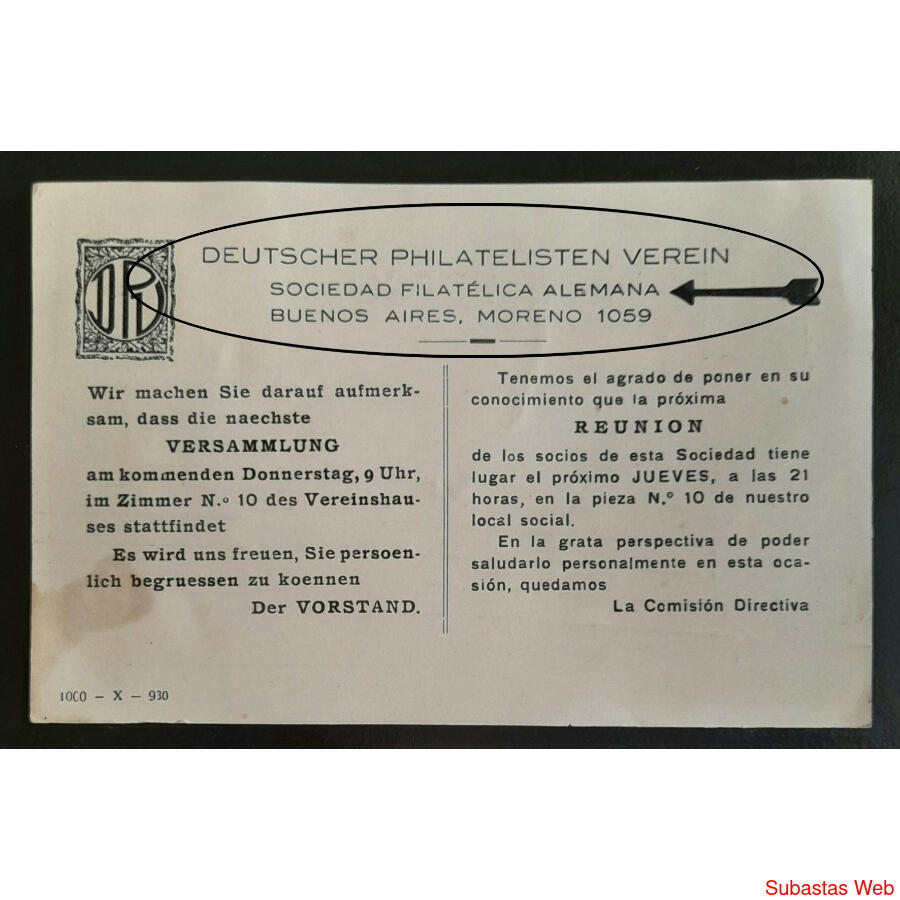 DPV
DEUTSCHER PHILATELISTEN VEREIN
SOCIEDAD FILATÉLICA ALEMANA
BUENOS AIRES, MORENO 1059
Wir machen Sie darauf aufmerk-
sam, dass die naechste
VERSAMMLUNG
am kommenden Donnerstag, 9 Uhr,
im Zimmer N.º 10 des Vereinshau-
ses stattfindet
Es wird uns freuen, Sie persoen-
lich begruessen zu koennen
Der VORSTAND.
Tenemos el agrado de poner en su
conocimiento que la próxima
REUNION
de los socios de esta Sociedad tiene
lugar el próximo JUEVES, a las 21
horas, en la pieza N.º 10 de nuestro
local social.
En la grata perspectiva de poder
saludarlo personalmente en esta oca-
sión, quedamos
La Comisión Directiva
1000 – X – 930
Subastas Web